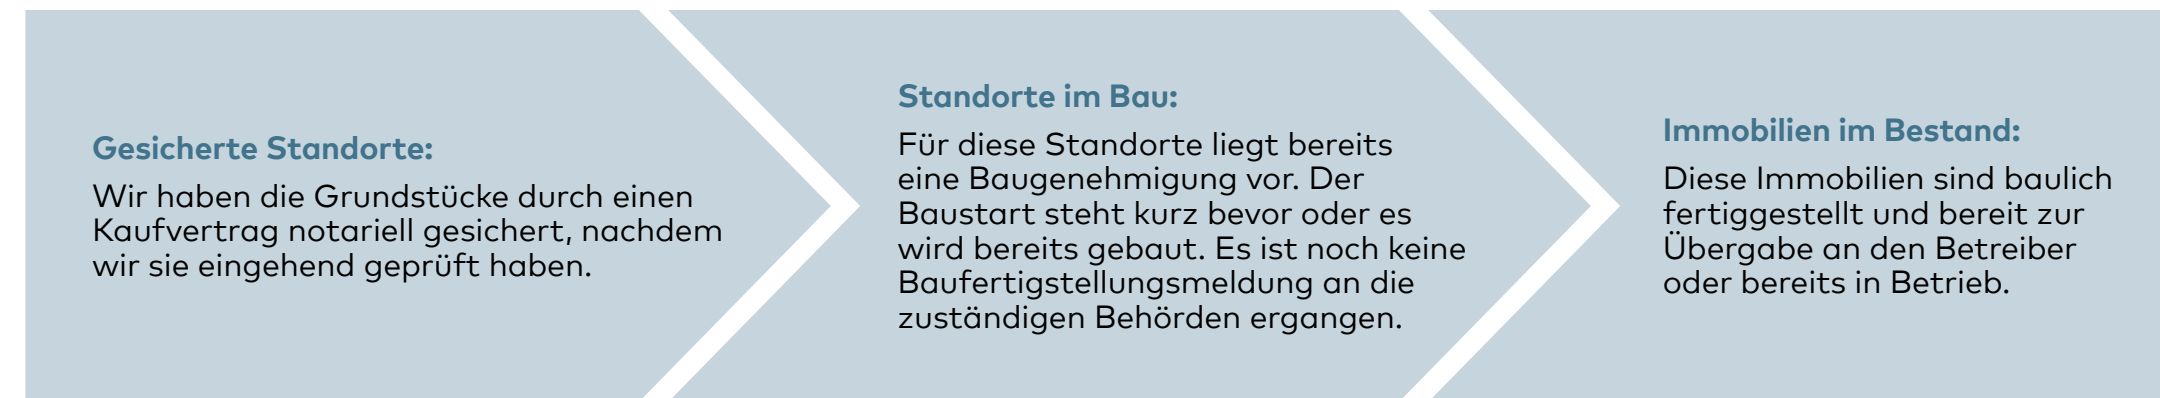 Gesicherte Standorte:
Wir haben die Grundstücke durch einen
Kaufvertrag notariell gesichert, nachdem
wir sie eingehend geprüft haben.
Standorte im Bau:
Für diese Standorte liegt bereits
eine Baugenehmigung vor. Der
Baustart steht kurz bevor oder es
wird bereits gebaut. Es ist noch keine
Baufertigstellungsmeldung an die
zuständigen Behörden ergangen.
Immobilien im Bestand:
Diese Immobilien sind baulich
fertiggestellt und bereit zur
Übergabe an den Betreiber
oder bereits in Betrieb.